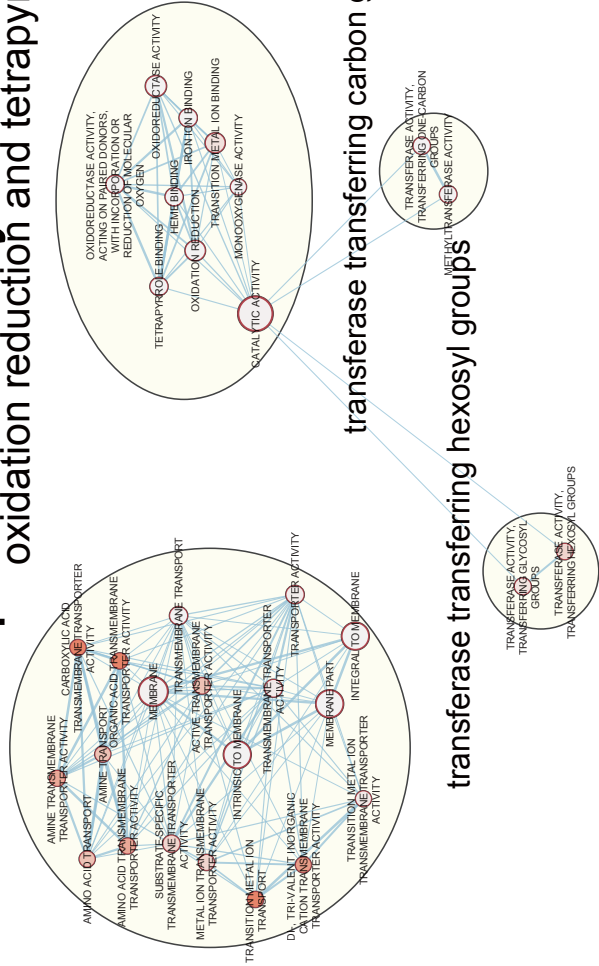 oxidation reduction and tetrapy
OXIDOREDUCTASE ACTIVITY,
ACTING ON PAIRED DONORS,
WITH INCORPORATION OR
REDUCTION OF MOLECULAR
OXYGEN
OXIDOREDUCTASE ACTIVITY
TETRAPYRROLE BINDING
HEME BINDING
IRON ION BINDING
OXIDATION REDUCTION
TRANSITION METAL ION BINDING
MONOOXYGENASE ACTIVITY
CATALYTIC ACTIVITY
transferase transferring carbon
TRANSFERASE ACTIVITY,
TRANSFERRING ONE-CARBON
GROUPS
METHYLTRANSFERASE ACTIVITY
transferase transferring hexosyl groups
TRANSFERASE ACTIVITY,
TRANSFERRING GLYCOSYL
GROUPS
TRANSFERASE ACTIVITY,
TRANSFERRING HEXOSYL GROUPS
AMINE TRANSMEMBRANE
TRANSPORTER ACTIVITY
CARBOXYLIC ACID
TRANSMEMBRANE TRANSPORTER
ACTIVITY
AMINO ACID TRANSPORT
AMINE TRANSPORT
ORGANIC ACID TRANSMEMBRANE
TRANSPORTER ACTIVITY
AMINO ACID TRANSMEMBRANE
TRANSPORTER ACTIVITY
MEMBRANE
TRANSMEMBRANE TRANSPORT
SUBSTRATE-SPECIFIC
TRANSMEMBRANE TRANSPORTER
ACTIVITY
ACTIVE TRANSMEMBRANE
TRANSPORTER ACTIVITY
METAL ION TRANSMEMBRANE
TRANSPORTER ACTIVITY
INTRINSIC TO MEMBRANE
TRANSMEMBRANE TRANSPORTER
ACTIVITY
TRANSPORTER ACTIVITY
TRANSITION METAL ION
TRANSPORT
DI-, TRI-VALENT INORGANIC
CATION TRANSMEMBRANE
TRANSPORTER ACTIVITY
MEMBRANE PART
INTEGRAL TO MEMBRANE
TRANSITION METAL ION
TRANSMEMBRANE TRANSPORTER
ACTIVITY